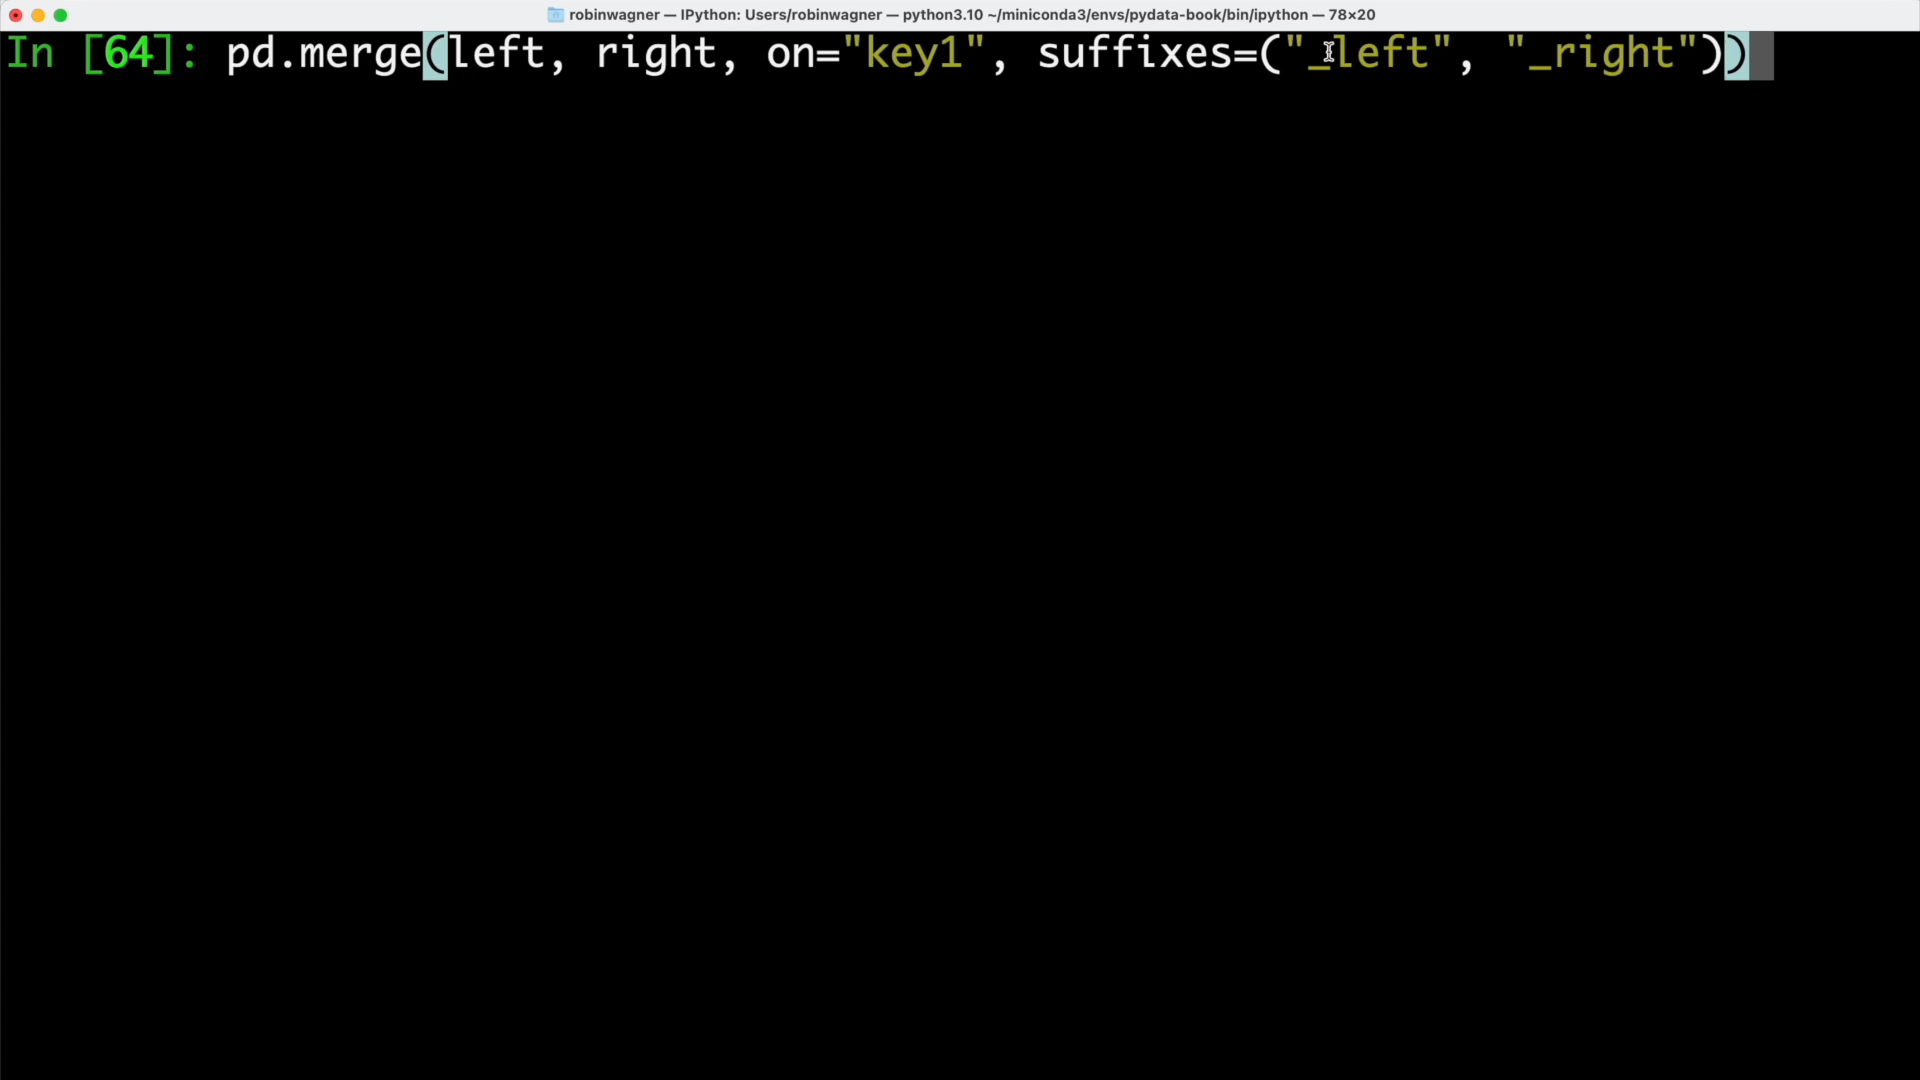 robinwagner — IPython: Users/robinwagner — python3.10 ~/miniconda3/envs/pydata-book/bin/ipython — 78×20
In [64]: pd.merge(left, right, on="key1", suffixes=("_left", "_right"))